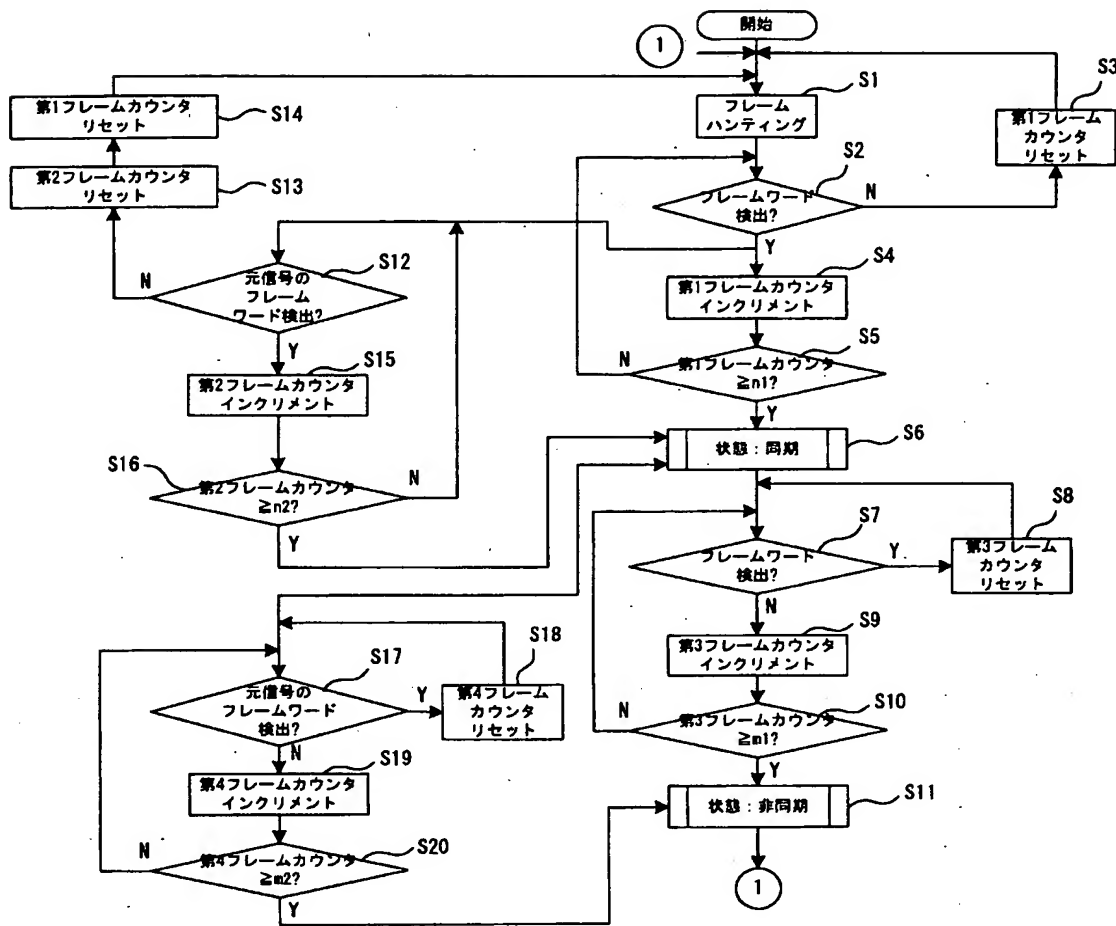 開始
1
S1
フレーム
ハンティング
S3
第1フレーム
カウンタ
リセット
第1フレームカウンタ
リセット
S14
第2フレームカウンタ
リセット
S13
S2
フレームワード
検出?
N
Y
S12
元信号の
フレーム
ワード検出?
N
Y
S4
第1フレームカウンタ
インクリメント
S5
第1フレームカウンタ
≧n1?
N
Y
S15
第2フレームカウンタ
インクリメント
S16
第2フレームカウンタ
≧n2?
N
Y
S6
状態:同期
S7
フレームワード
検出?
Y
N
S8
第3フレーム
カウンタ
リセット
S9
第3フレームカウンタ
インクリメント
S10
第3フレームカウンタ
≧m1?
N
Y
S11
状態:非同期
1
S17
元信号の
フレームワード
検出?
Y
N
S18
第4フレーム
カウンタ
リセット
S19
第4フレームカウンタ
インクリメント
S20
第4フレームカウンタ
≧m2?
N
Y